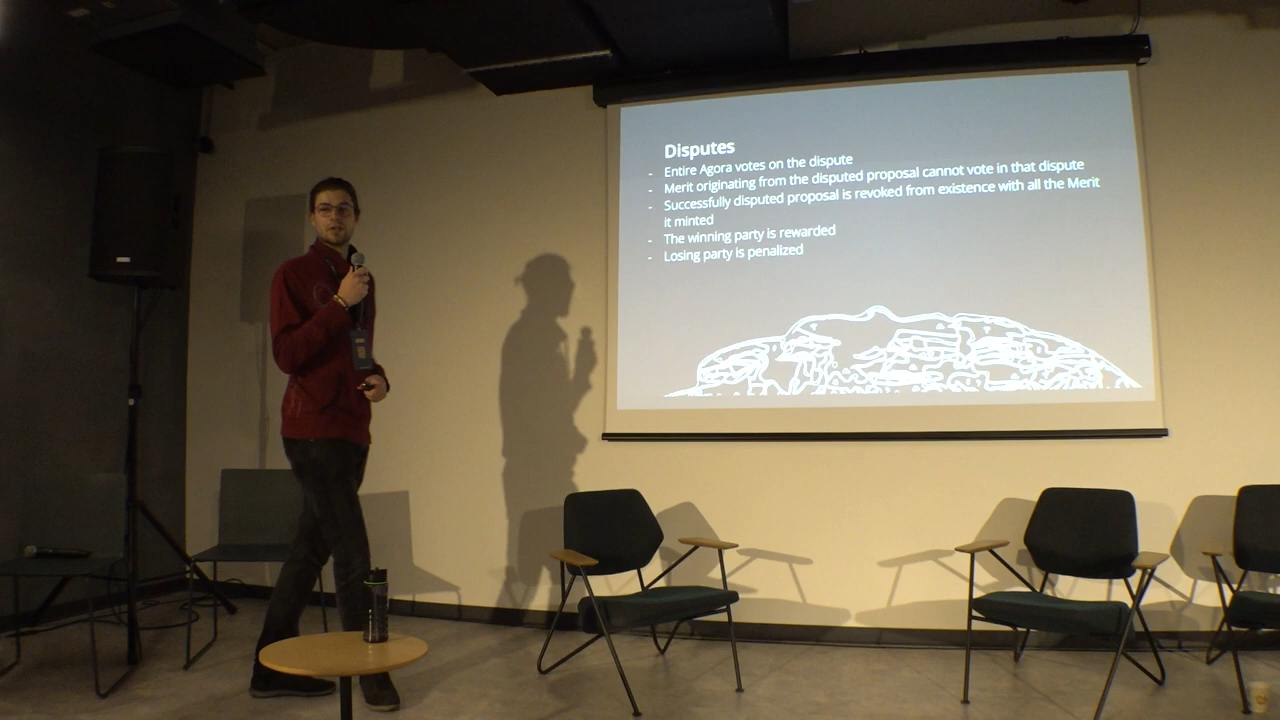 Disputes
- Entire Agora votes on the dispute
- Merit originating from the disputed proposal cannot vote in that dispute
- Successfully disputed proposal is revoked from existence with all the Merit
it minted
- The winning party is rewarded
- Losing party is penalized